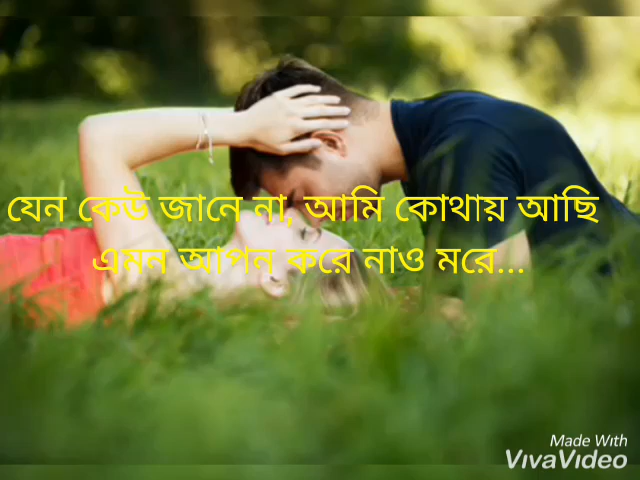 যেন কেউ জানে না, আমি কোথায় আছি
এমন আপন করে নাও মরে...
Made With
VivaVideo